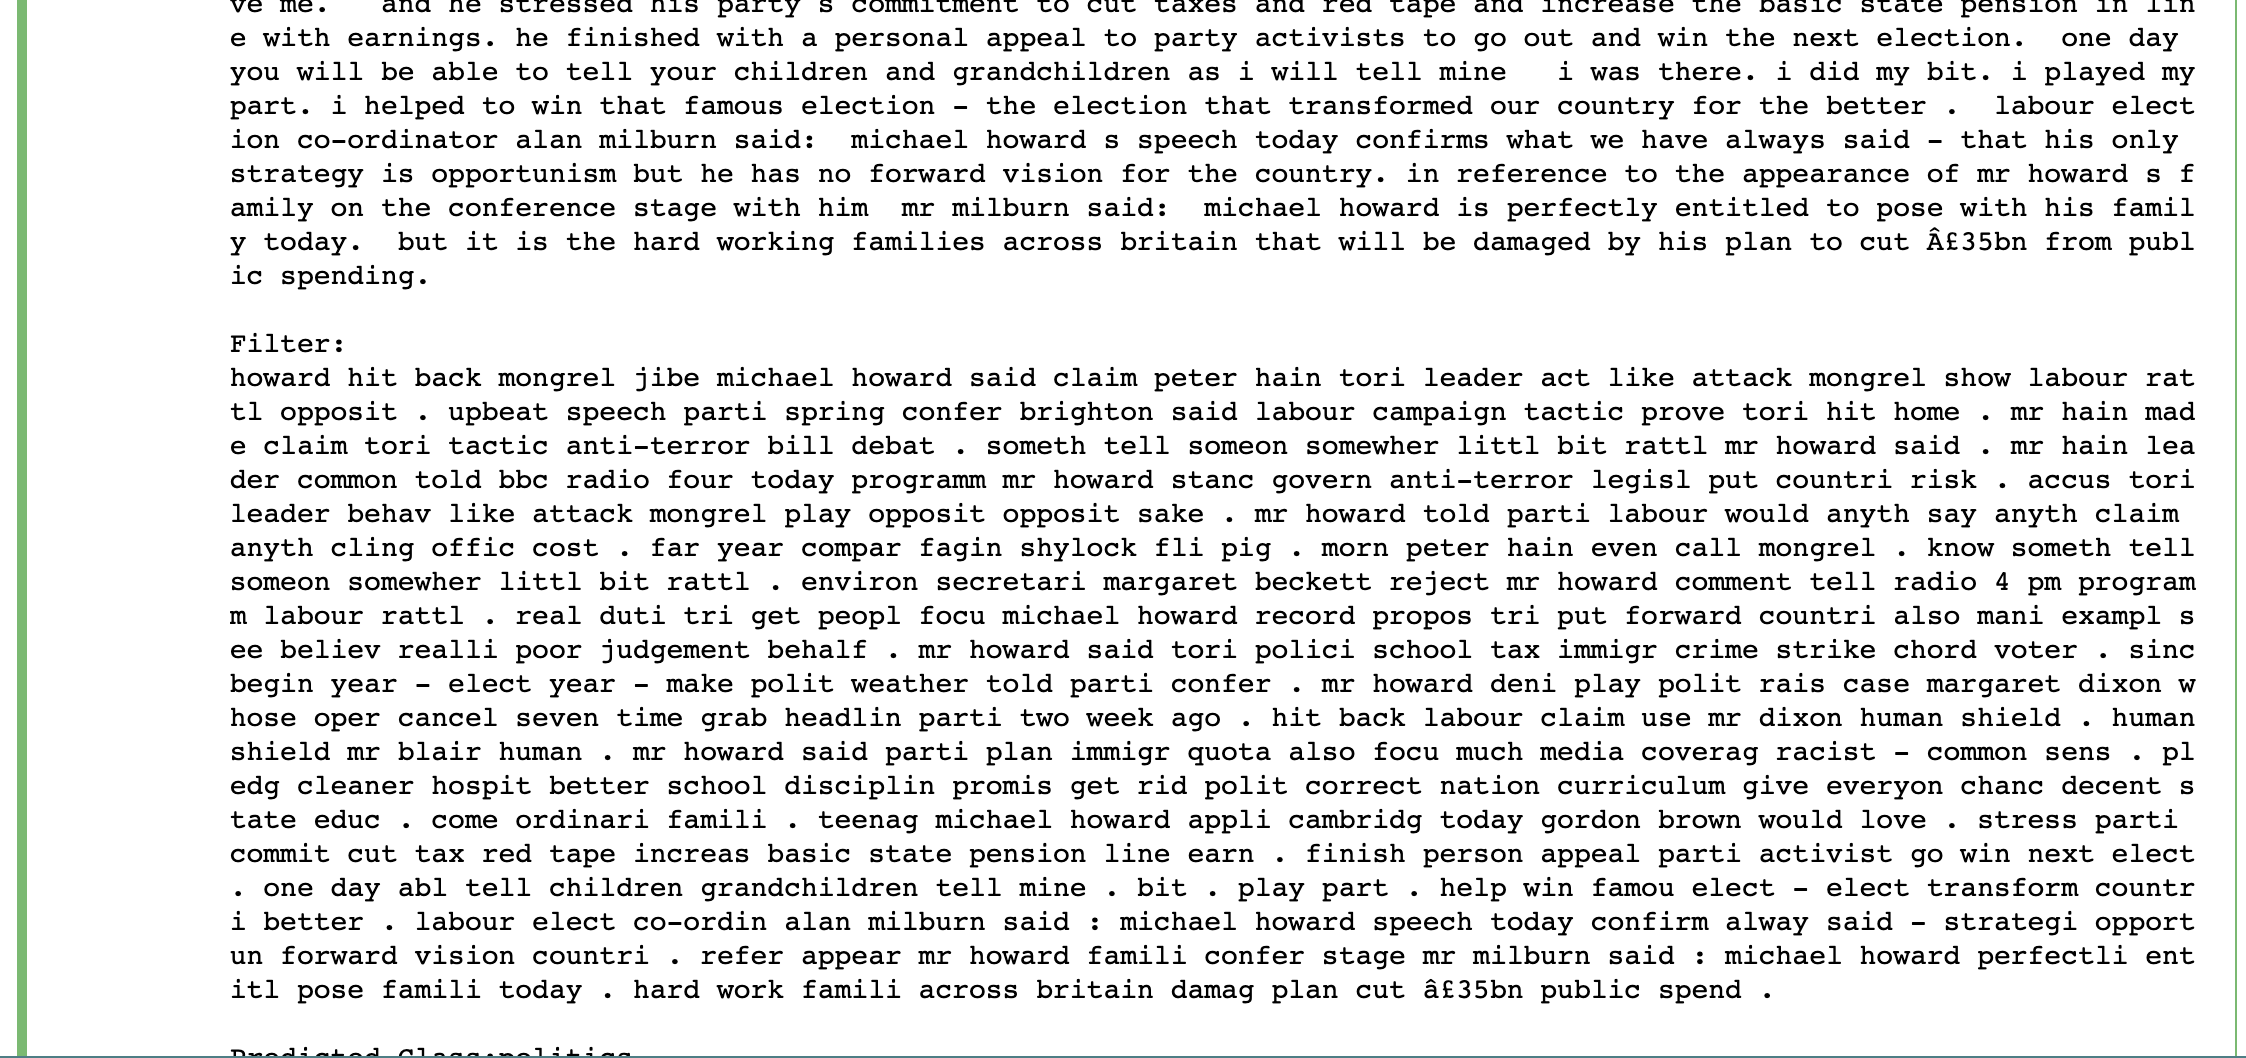 ve me.   and he stressed his party s commitment to cut taxes and red tape and increase the basic state pension in lin
e with earnings. he finished with a personal appeal to party activists to go out and win the next election.  one day
you will be able to tell your children and grandchildren as i will tell mine   i was there. i did my bit. i played my
part. i helped to win that famous election - the election that transformed our country for the better .  labour elect
ion co-ordinator alan milburn said:  michael howard s speech today confirms what we have always said - that his only
strategy is opportunism but he has no forward vision for the country. in reference to the appearance of mr howard s f
amily on the conference stage with him  mr milburn said:  michael howard is perfectly entitled to pose with his famil
y today.  but it is the hard working families across britain that will be damaged by his plan to cut Â£35bn from publ
ic spending.

Filter:
howard hit back mongrel jibe michael howard said claim peter hain tori leader act like attack mongrel show labour rat
tl opposit . upbeat speech parti spring confer brighton said labour campaign tactic prove tori hit home . mr hain mad
e claim tori tactic anti-terror bill debat . someth tell someon somewher littl bit rattl mr howard said . mr hain lea
der common told bbc radio four today programm mr howard stanc govern anti-terror legisl put countri risk . accus tori
leader behav like attack mongrel play opposit opposit sake . mr howard told parti labour would anyth say anyth claim
anyth cling offic cost . far year compar fagin shylock fli pig . morn peter hain even call mongrel . know someth tell
someon somewher littl bit rattl . environ secretari margaret beckett reject mr howard comment tell radio 4 pm program
m labour rattl . real duti tri get peopl focu michael howard record propos tri put forward countri also mani exampl s
ee believ realli poor judgement behalf . mr howard said tori polici school tax immigr crime strike chord voter . sinc
begin year - elect year - make polit weather told parti confer . mr howard deni play polit rais case margaret dixon w
hose oper cancel seven time grab headlin parti two week ago . hit back labour claim use mr dixon human shield . human
shield mr blair human . mr howard said parti plan immigr quota also focu much media coverag racist - common sens . pl
edg cleaner hospit better school disciplin promis get rid polit correct nation curriculum give everyon chanc decent s
tate educ . come ordinari famili . teenag michael howard appli cambridg today gordon brown would love . stress parti
commit cut tax red tape increas basic state pension line earn . finish person appeal parti activist go win next elect
. one day abl tell children grandchildren tell mine . bit . play part . help win famou elect - elect transform countr
i better . labour elect co-ordin alan milburn said : michael howard speech today confirm alway said - strategi opport
un forward vision countri . refer appear mr howard famili confer stage mr milburn said : michael howard perfectli ent
itl pose famili today . hard work famili across britain damag plan cut â£35bn public spend .

Predicted Class:politics